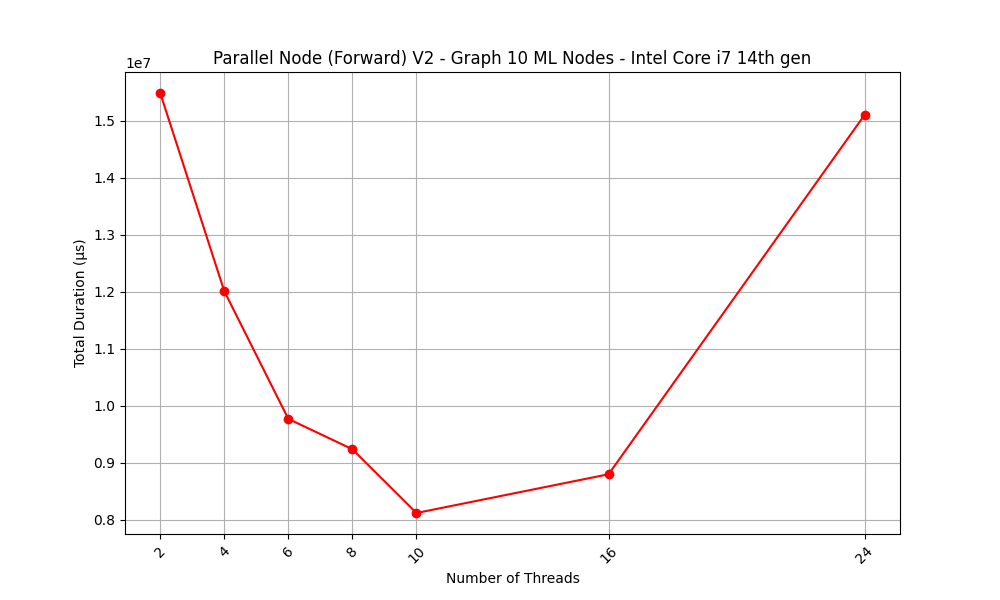 Parallel Node (Forward) V2 - Graph 10 ML Nodes - Intel Core i7 14th gen
1e7
1.5
1.4
1.3
1.2
1.1
1.0
0.9
0.8
Total Duration (µs)
2 4 6 8 10 16 24
Number of Threads